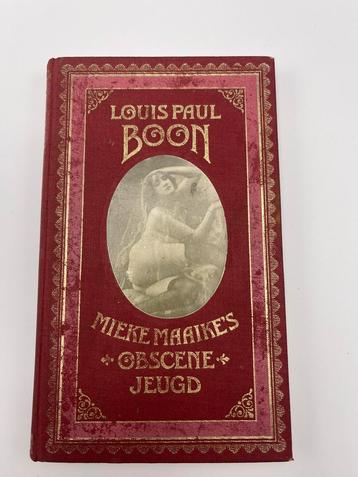 LOUIS PAUL
BOON
MIEKE MAAIKE'S
OBSCENE
JEUGD